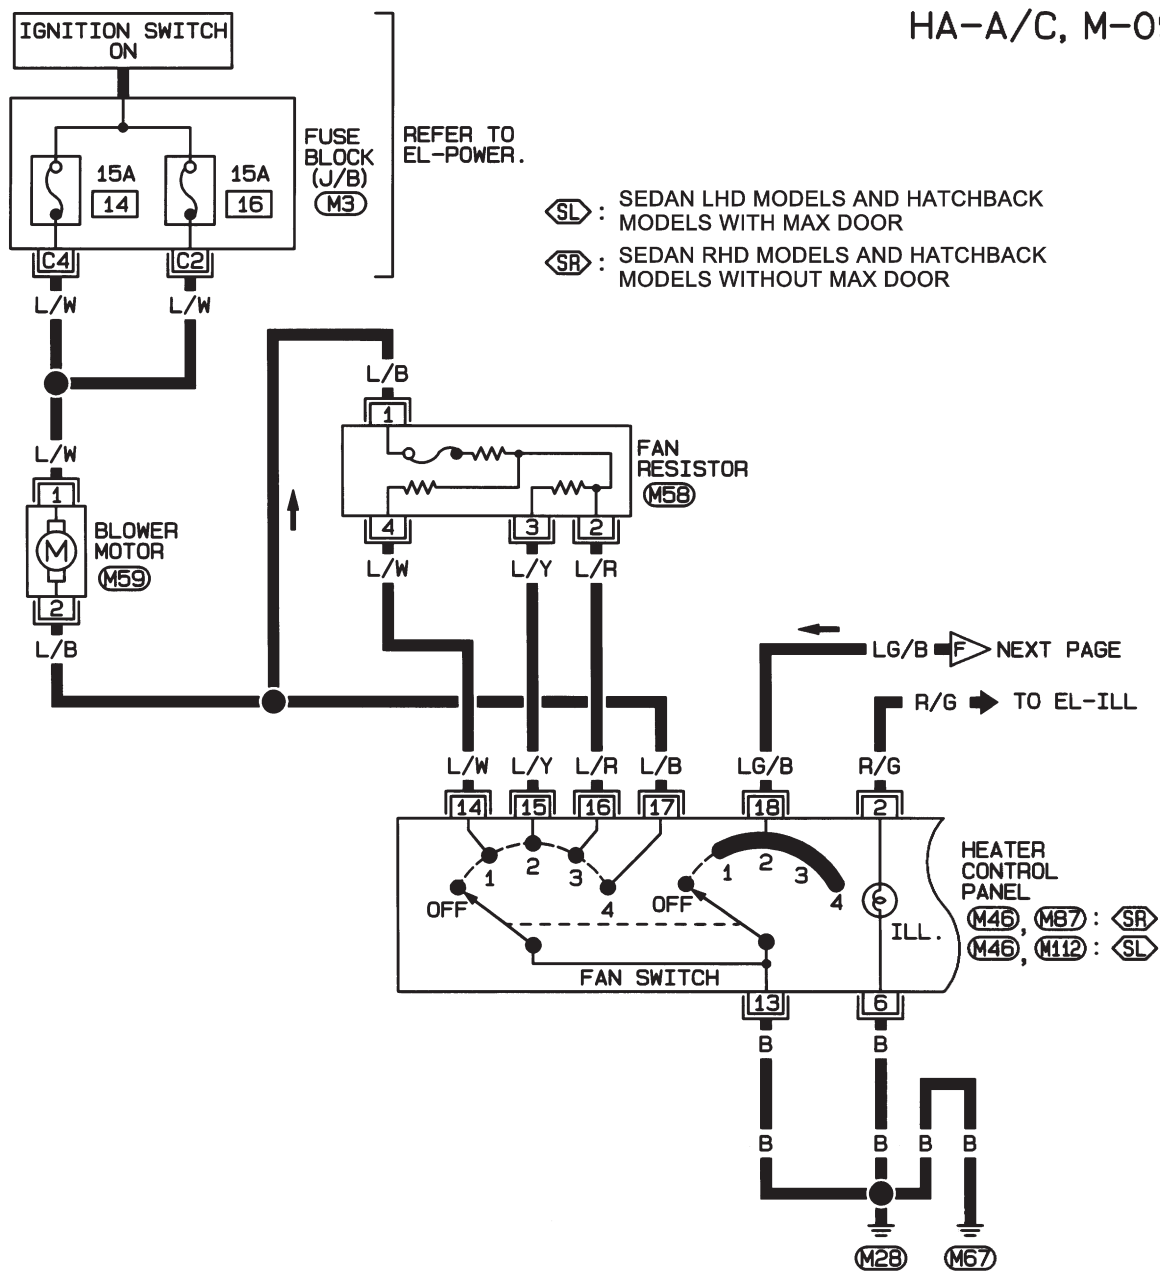 HA-A/C, M-09
IGNITION SWITCH
ON
FUSE
BLOCK
(J/B)
M3
REFER TO
EL-POWER.
15A
14
15A
16
SL : SEDAN LHD MODELS AND HATCHBACK
MODELS WITH MAX DOOR
SR : SEDAN RHD MODELS AND HATCHBACK
MODELS WITHOUT MAX DOOR
C4 C2
L/W L/W
L/B
1
FAN
RESISTOR
M58
L/W
1
4 3 2
BLOWER
MOTOR
M59
M
2
L/W L/Y L/R
L/B
LG/B F NEXT PAGE
R/G TO EL-ILL
L/W L/Y L/R L/B LG/B R/G
14 15 16 17 18 2
OFF 1 2 3 4
OFF 1 2 3 4
ILL.
FAN SWITCH
HEATER
CONTROL
PANEL
M46, M87 : SR
M46, M112 : SL
13 6
B B
B B B B
M28 M67